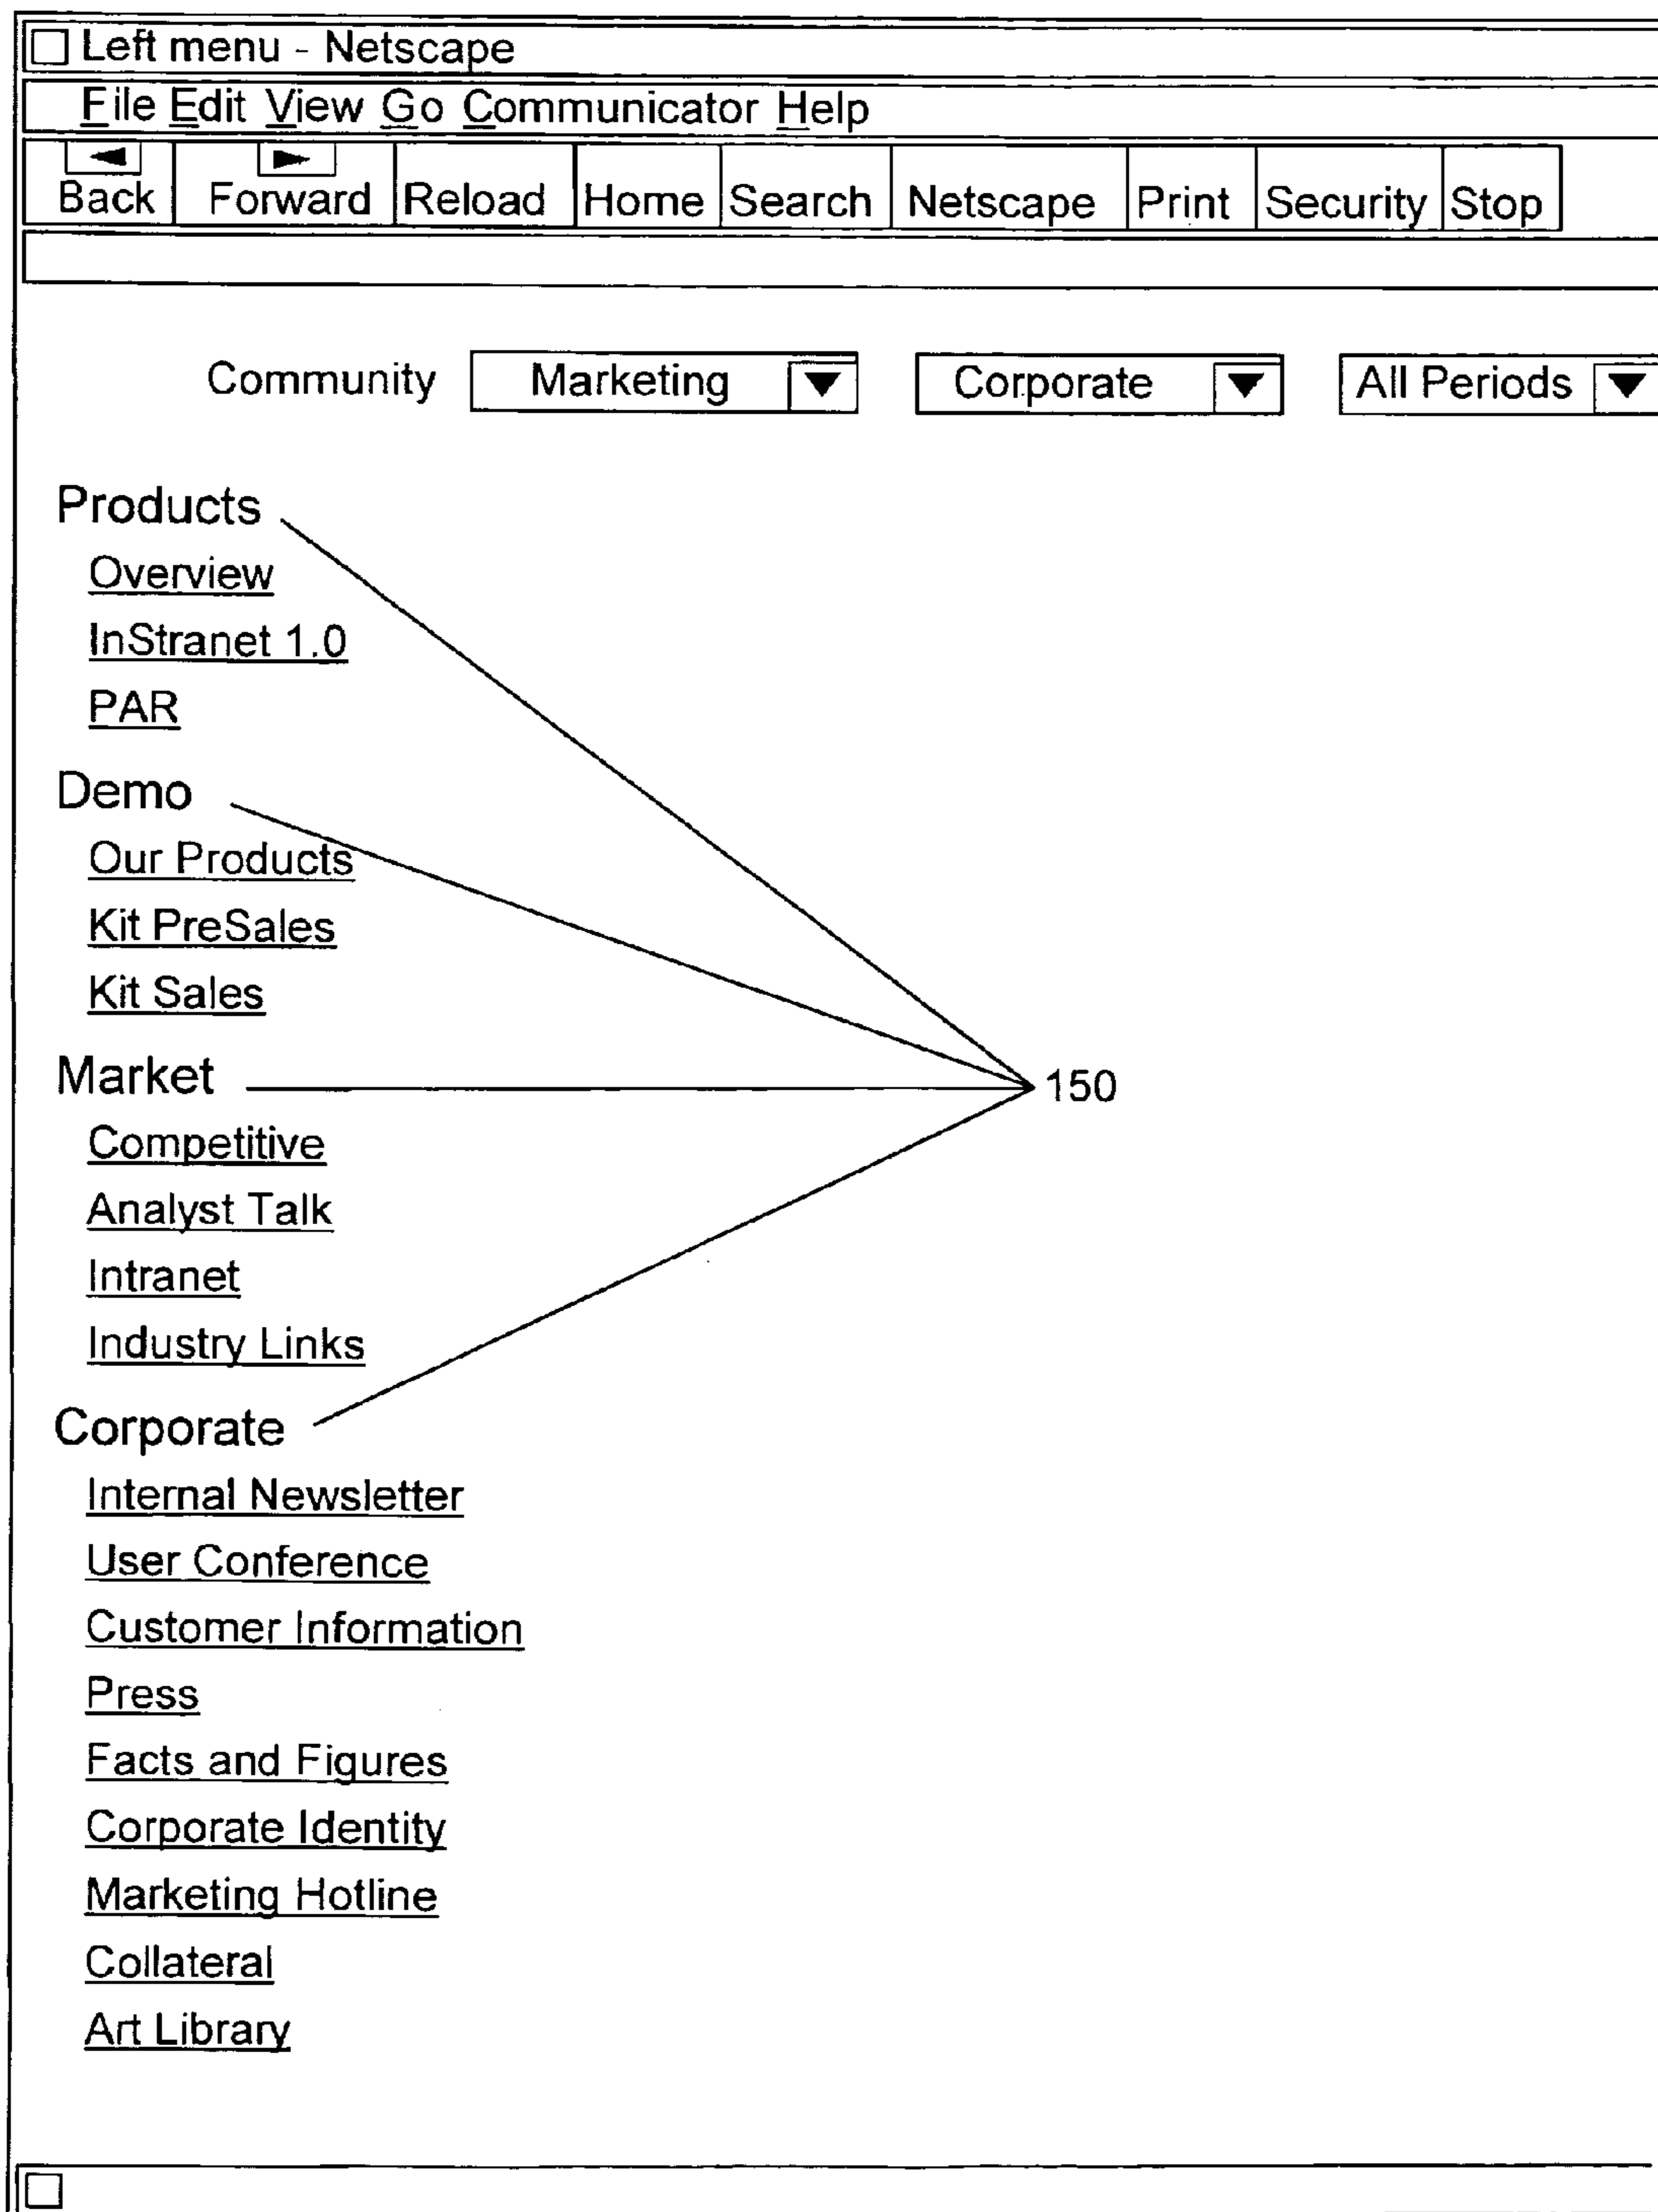 Left menu - Netscape
File Edit View Go Communicator Help
Back Forward Reload Home Search Netscape Print Security Stop
Community Marketing Corporate All Periods
Products
Overview
InStranet 1.0
PAR
Demo
Our Products
Kit PreSales
Kit Sales
Market 150
Competitive
Analyst Talk
Intranet
Industry Links
Corporate
Internal Newsletter
User Conference
Customer Information
Press
Facts and Figures
Corporate Identity
Marketing Hotline
Collateral
Art Library